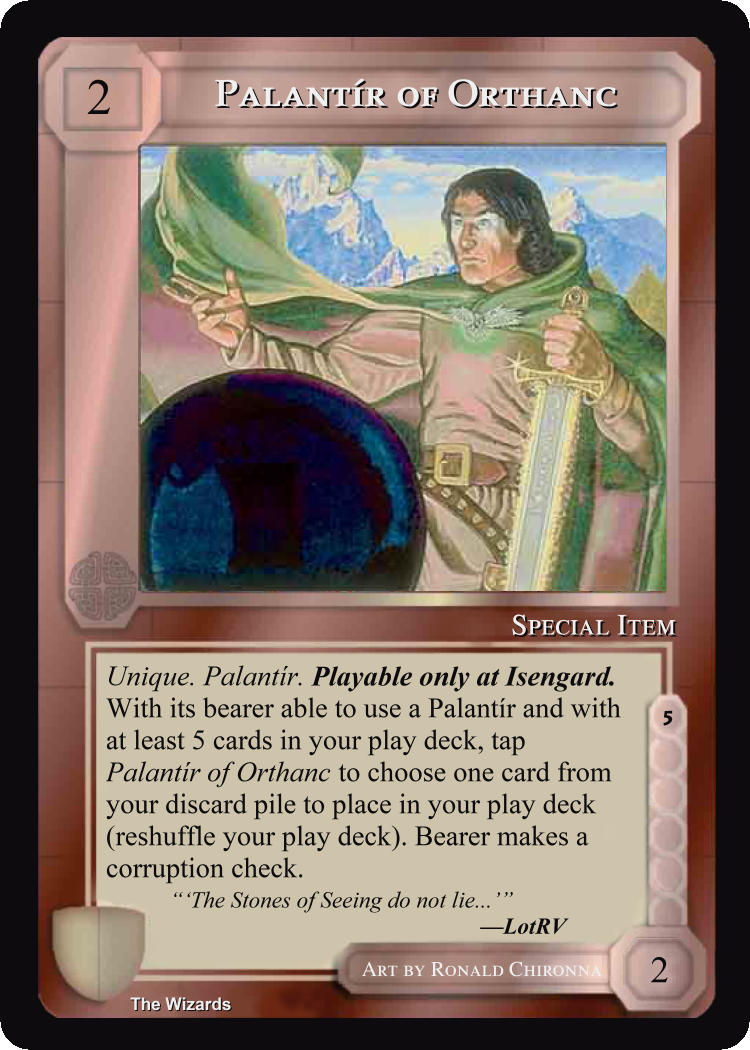 2
Palantír of Orthanc
Special Item
Unique. Palantír. Playable only at Isengard.
With its bearer able to use a Palantír and with
at least 5 cards in your play deck, tap
Palantír of Orthanc to choose one card from
your discard pile to place in your play deck
(reshuffle your play deck). Bearer makes a
corruption check.
“‘The Stones of Seeing do not lie...’”
—LotRV
5
Art by Ronald Chironna
2
The Wizards